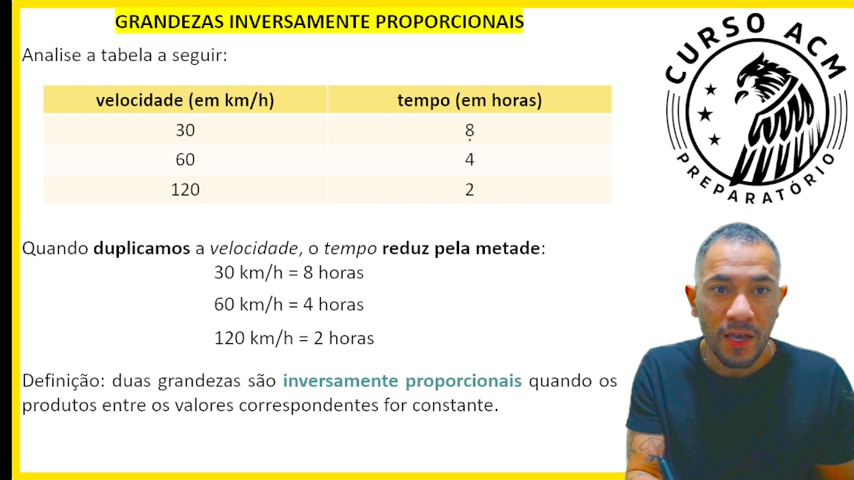 GRANDEZAS INVERSAMENTE PROPORCIONAIS
Analise a tabela a seguir:
velocidade (em km/h) tempo (em horas)
30 8
60 4
120 2
CURSO ACM
PREPARATÓRIO
Quando duplicamos a velocidade, o tempo reduz pela metade:
30 km/h = 8 horas
60 km/h = 4 horas
120 km/h = 2 horas
Definição: duas grandezas são inversamente proporcionais quando os
produtos entre os valores correspondentes for constante.